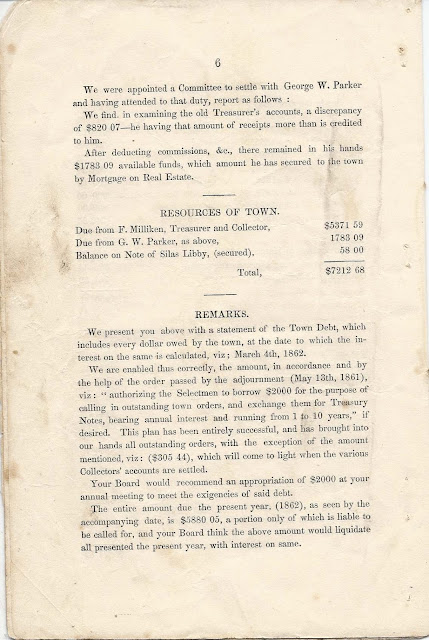 6
We were appointed a Committee to settle with George W. Parker
and having attended to that duty, report as follows :
We find, in examining the old Treasurer's accounts, a discrepancy
of $820 07—he having that amount of receipts more than is credited
to him.
After deducting commissions, &c., there remained in his hands
$1783 09 available funds, which amount he has secured to the town
by Mortgage on Real Estate.
RESOURCES OF TOWN.
Due from F. Milliken, Treasurer and Collector, $5371 59
Due from G. W. Parker, as above, 1783 09
Balance on Note of Silas Libby, (secured), 58 00
Total, $7212 68
REMARKS.
We present you above with a statement of the Town Debt, which
includes every dollar owed by the town, at the date to which the in-
terest on the same is calculated, viz; March 4th, 1862.
We are enabled thus correctly, the amount, in accordance and by
the help of the order passed by the adjournment (May 13th, 1861),
viz: " authorizing the Selectmen to borrow $2000 for the purpose of
calling in outstanding town orders, and exchange them for Treasury
Notes, bearing annual interest and running from 1 to 10 years," if
desired. This plan has been entirely successful, and has brought into
our hands all outstanding orders, with the exception of the amount
mentioned, viz: ($305 44), which will come to light when the various
Collectors' accounts are settled.
Your Board would recommend an appropriation of $2000 at your
annual meeting to meet the exigencies of said debt.
The entire amount due the present year, (1862), as seen by the
accompanying date, is $5880 05, a portion only of which is liable to
be called for, and your Board think the above amount would liquidate
all presented the present year, with interest on same.